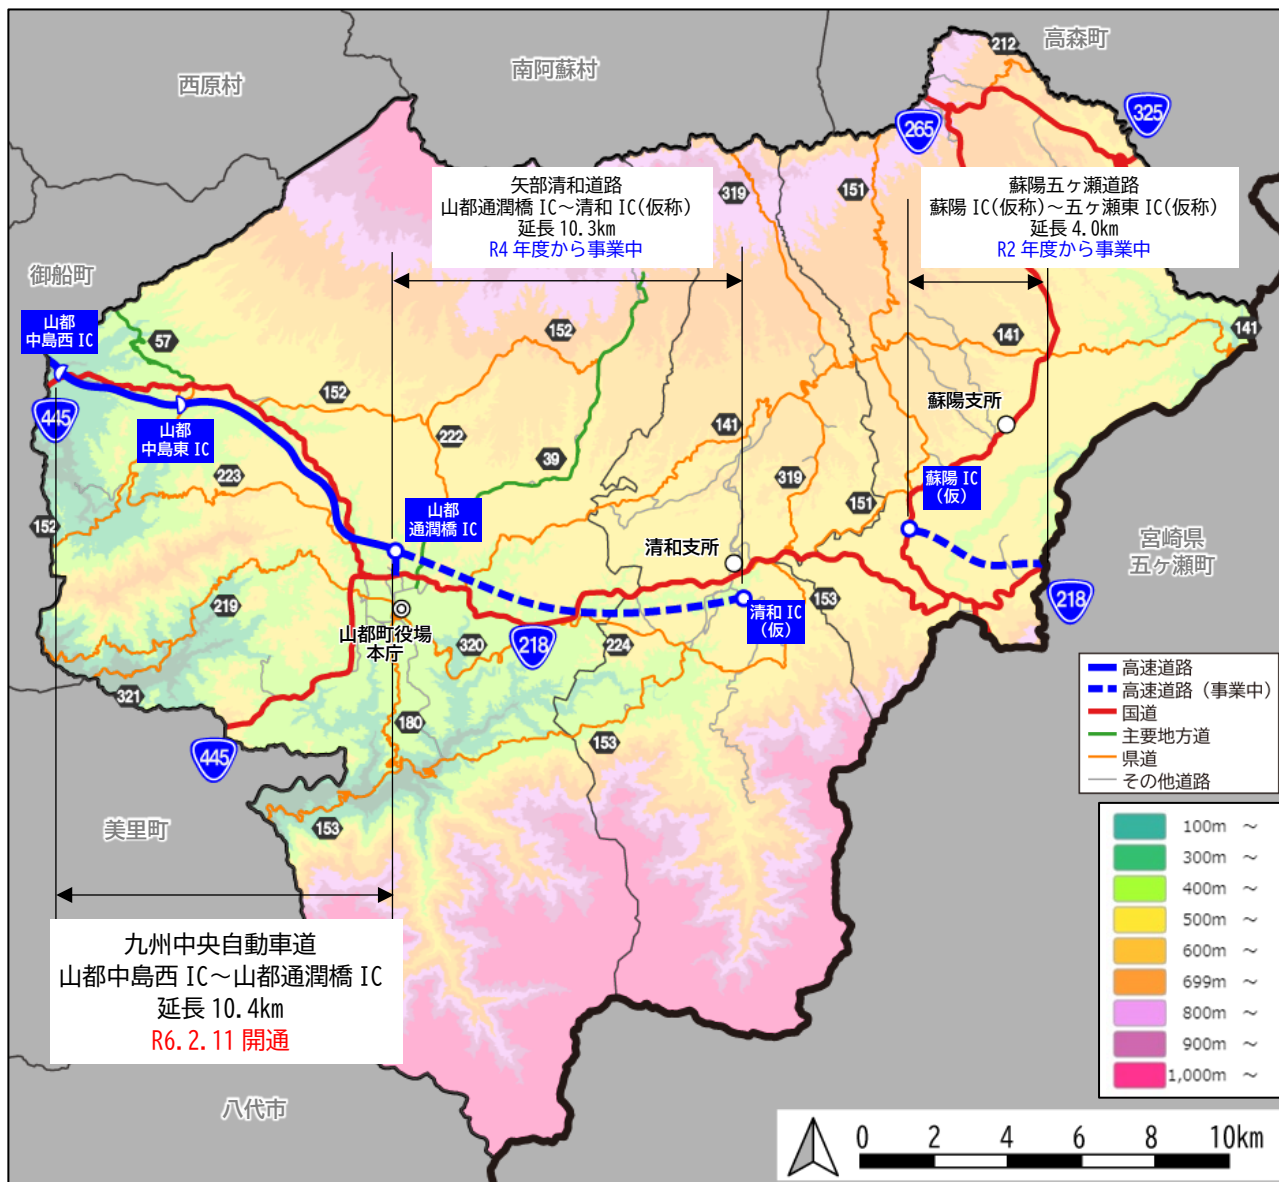 高森町
212
南阿蘇村
西原村
325
265
矢部清和道路
山都通潤橋 IC～清和 IC(仮称)
延長 10.3km
R4 年度から事業中
319
151
蘇陽五ヶ瀬道路
蘇陽 IC(仮称)～五ヶ瀬東 IC(仮称)
延長 4.0km
R2 年度から事業中
御船町
山都
中島西 IC
57
152
141
141
152
445
山都
中島東 IC
222
141
蘇陽支所
39
223
319
蘇陽 IC
（仮）
151
152
山都
通潤橋 IC
清和支所
宮崎県
五ヶ瀬町
219
153
218
清和 IC
（仮）
山都町役場
本庁
320
218
224
321
180
153
445
高速道路
高速道路（事業中）
国道
主要地方道
県道
その他道路
美里町
153
100m ～
300m ～
400m ～
500m ～
600m ～
699m ～
800m ～
900m ～
1,000m ～
九州中央自動車道
山都中島西 IC～山都通潤橋 IC
延長 10.4km
R6.2.11 開通
八代市
0 2 4 6 8 10km